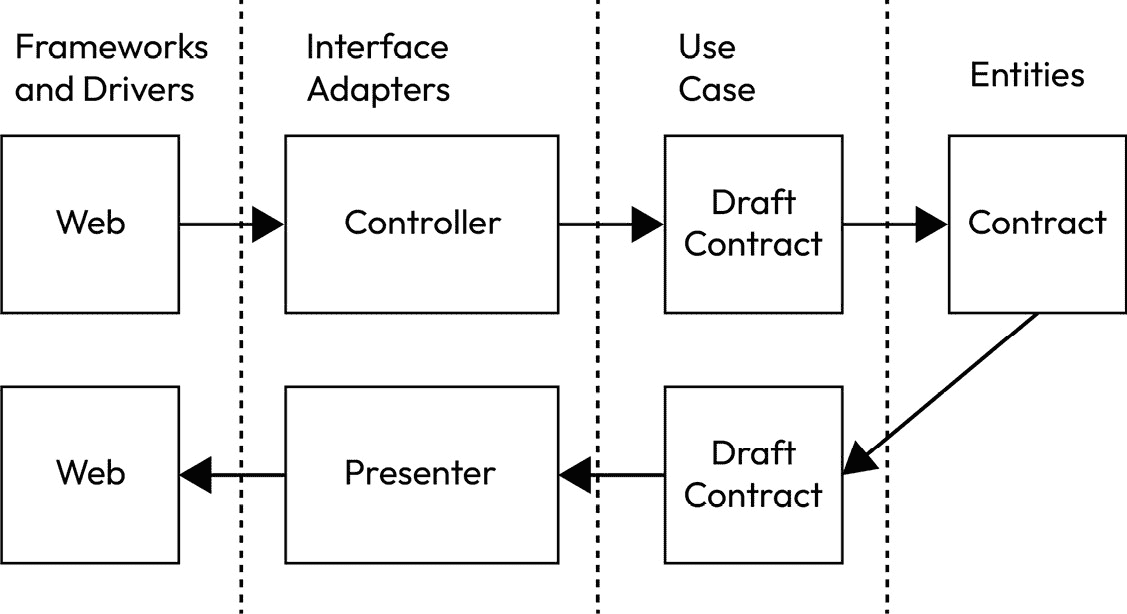 Frameworks
and Drivers
Interface
Adapters
Use
Case
Entities
Web
Controller
Draft
Contract
Contract
Web
Presenter
Draft
Contract